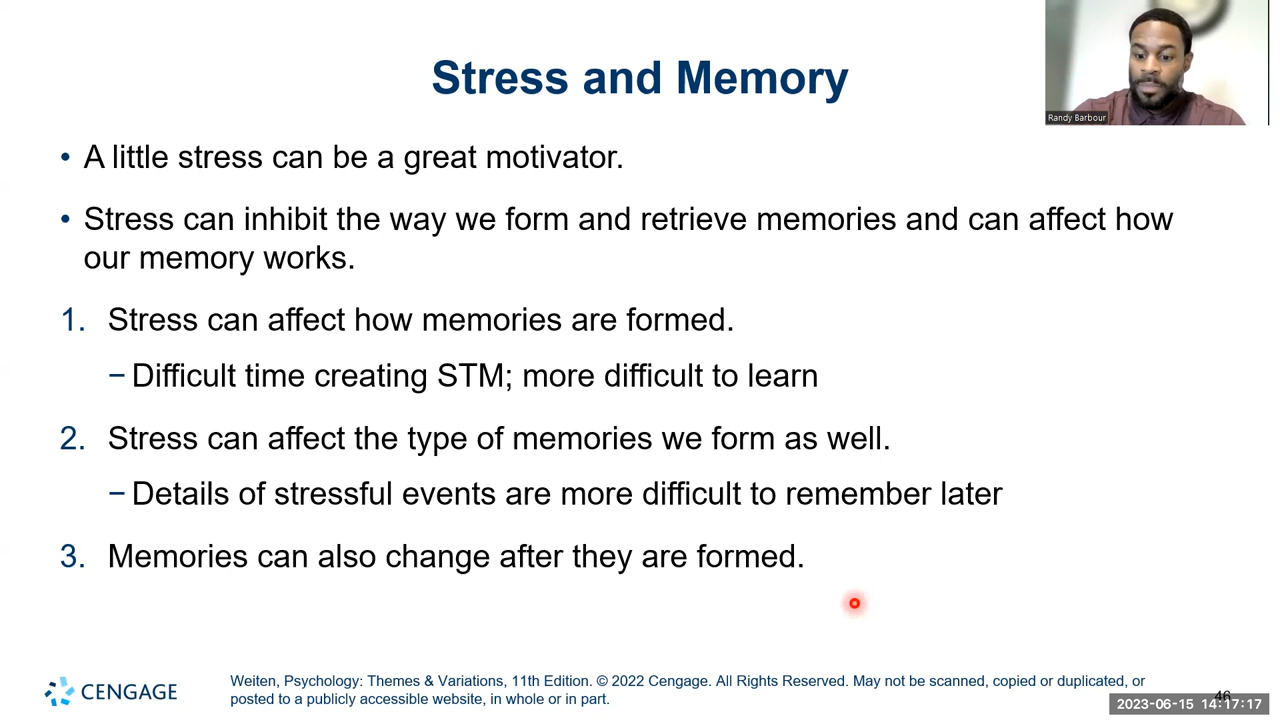 Stress and Memory
Randy Barbour
• A little stress can be a great motivator.
• Stress can inhibit the way we form and retrieve memories and can affect how
our memory works.
1. Stress can affect how memories are formed.
− Difficult time creating STM; more difficult to learn
2. Stress can affect the type of memories we form as well.
− Details of stressful events are more difficult to remember later
3. Memories can also change after they are formed.
CENGAGE
Weiten, Psychology: Themes & Variations, 11th Edition. © 2022 Cengage. All Rights Reserved. May not be scanned, copied or duplicated, or
posted to a publicly accessible website, in whole or in part.
46
2023-06-15 14:17:17